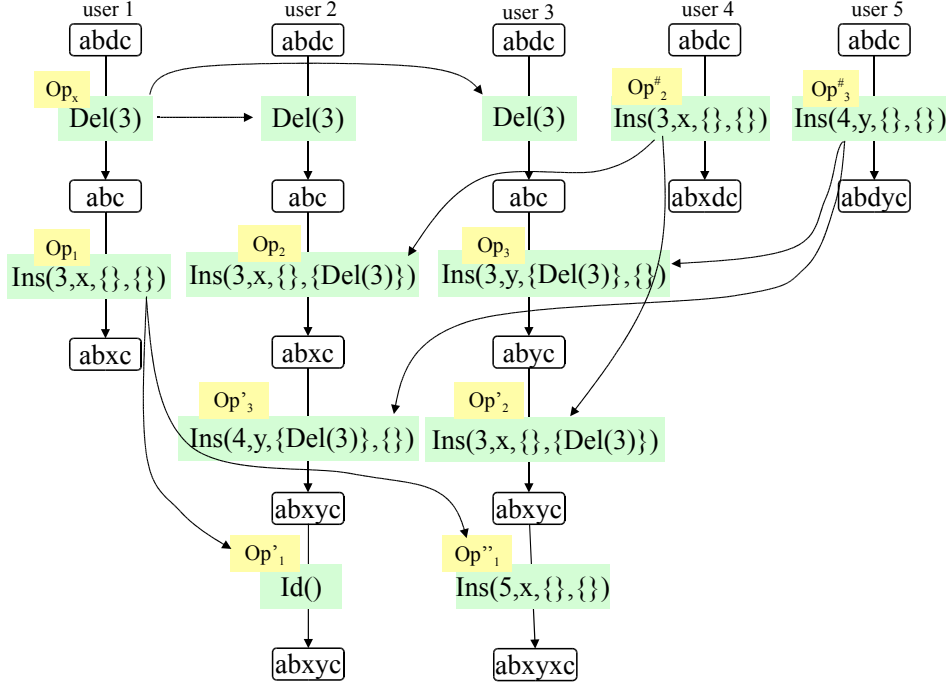 user 1 user 2 user 3 user 4 user 5
abdc abdc abdc abdc abdc
Opx Op#2 Op#3
Del(3) Del(3) Del(3) Ins(3,x,{},{}) Ins(4,y,{},{})
abc abc abc abxdc abdyc
Op1 Op2 Op3
Ins(3,x,{},{}) Ins(3,x,{},{Del(3)}) Ins(3,y,{Del(3)},{})
abxc abxc abyc
Op’3 Op’2
Ins(4,y,{Del(3)},{}) Ins(3,x,{},{Del(3)})
abxyc abxyc
Op’1 Op’’1
Id() Ins(5,x,{},{})
abxyc abxyxc